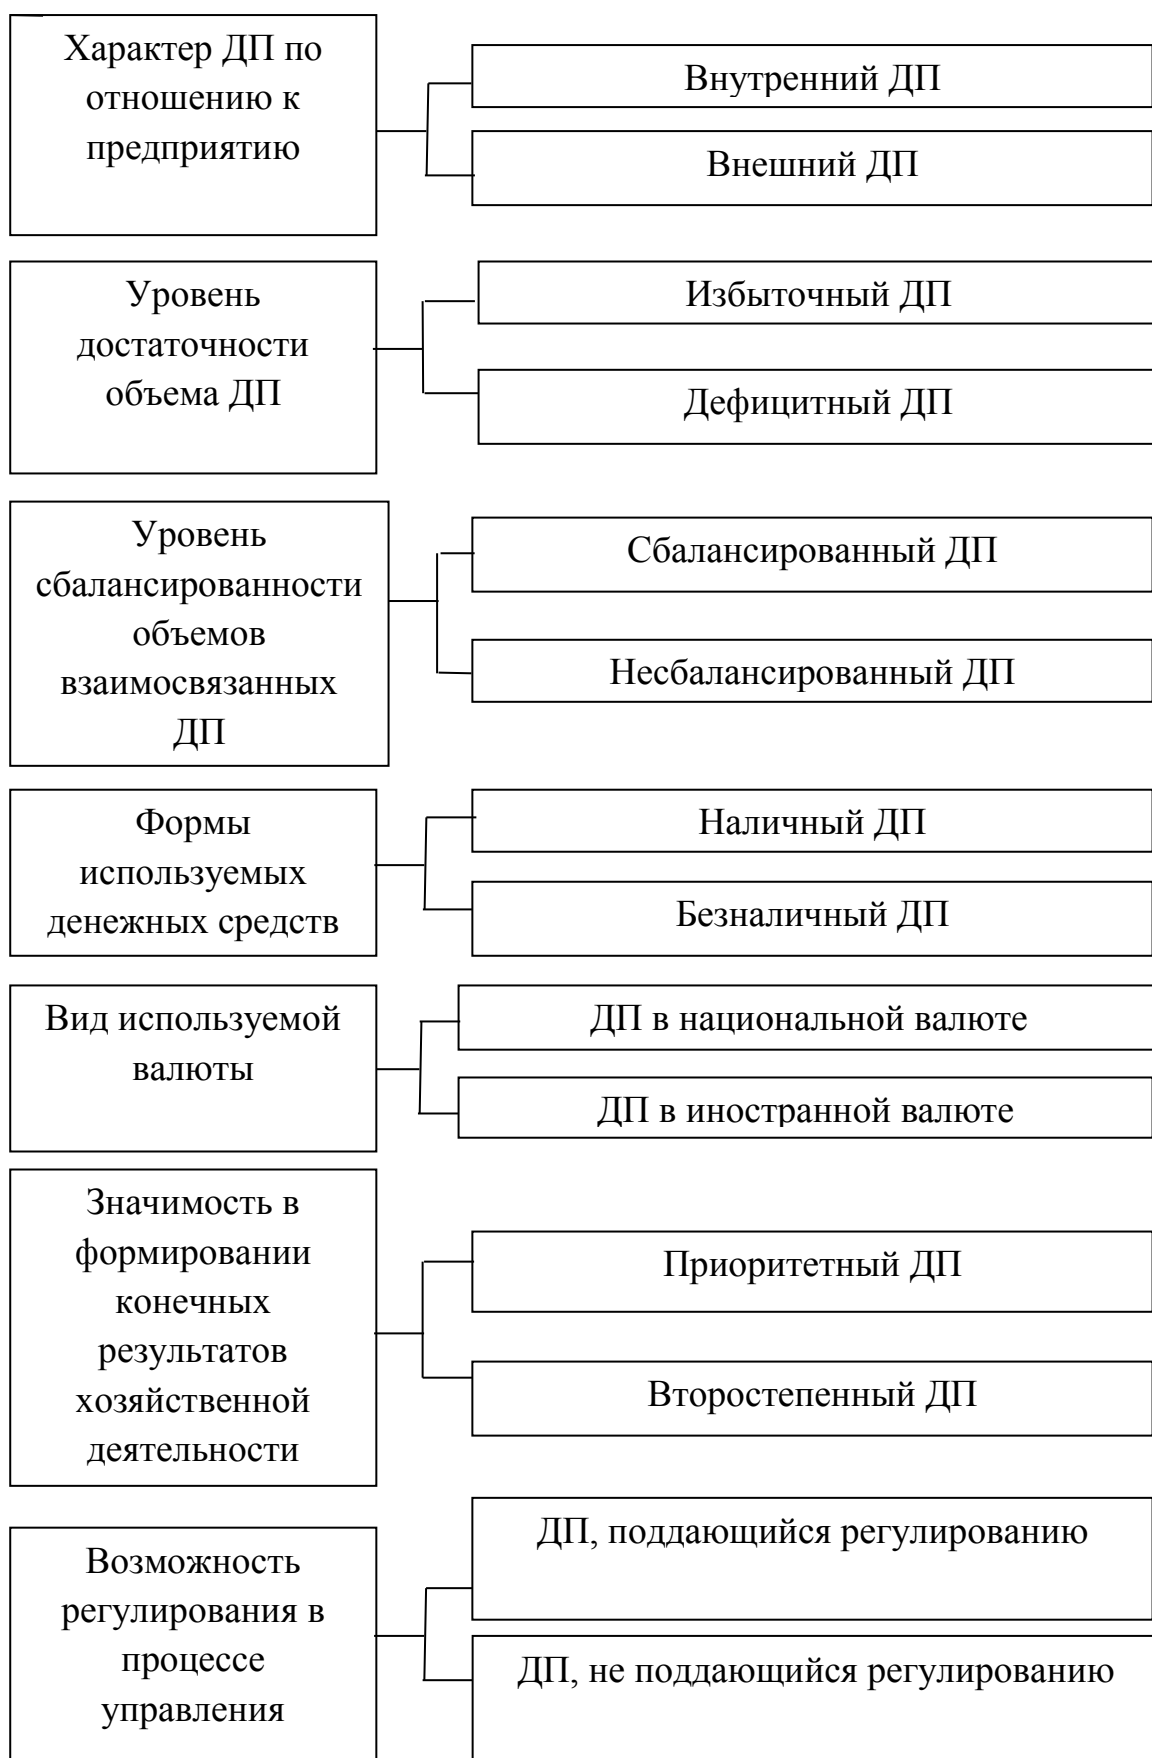 Характер ДП по
отношению к
предприятию
Внутренний ДП
Внешний ДП
Уровень
достаточности
объема ДП
Избыточный ДП
Дефицитный ДП
Уровень
сбалансированности
объемов
взаимосвязанных
ДП
Сбалансированный ДП
Несбалансированный ДП
Формы
используемых
денежных средств
Наличный ДП
Безналичный ДП
Вид используемой
валюты
ДП в национальной валюте
ДП в иностранной валюте
Значимость в
формировании
конечных
результатов
хозяйственной
деятельности
Приоритетный ДП
Второстепенный ДП
Возможность
регулирования в
процессе
управления
ДП, поддающийся регулированию
ДП, не поддающийся регулированию